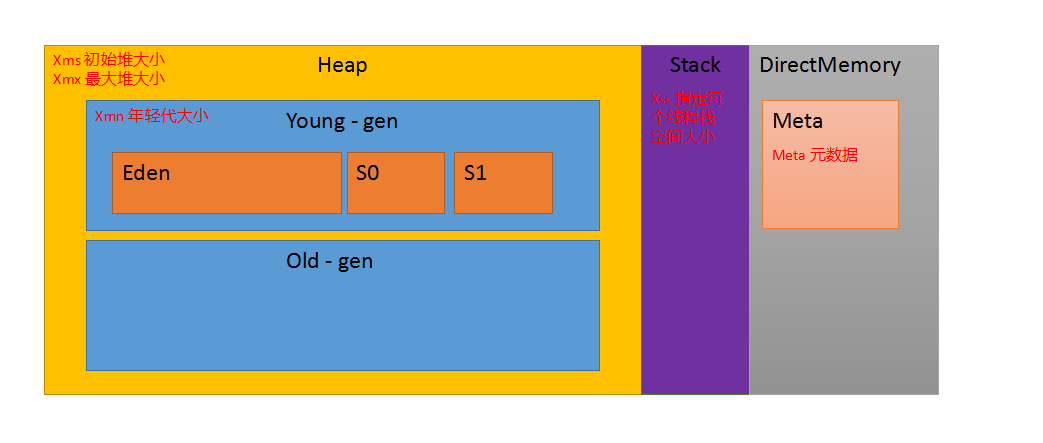 Xms 初始堆大小
Xmx 最大堆大小
Heap
Xmn 年轻代大小
Young - gen
Eden
S0
S1
Old - gen
Stack
Xss 指定每
个线程栈
空间大小
DirectMemory
Meta
Meta 元数据